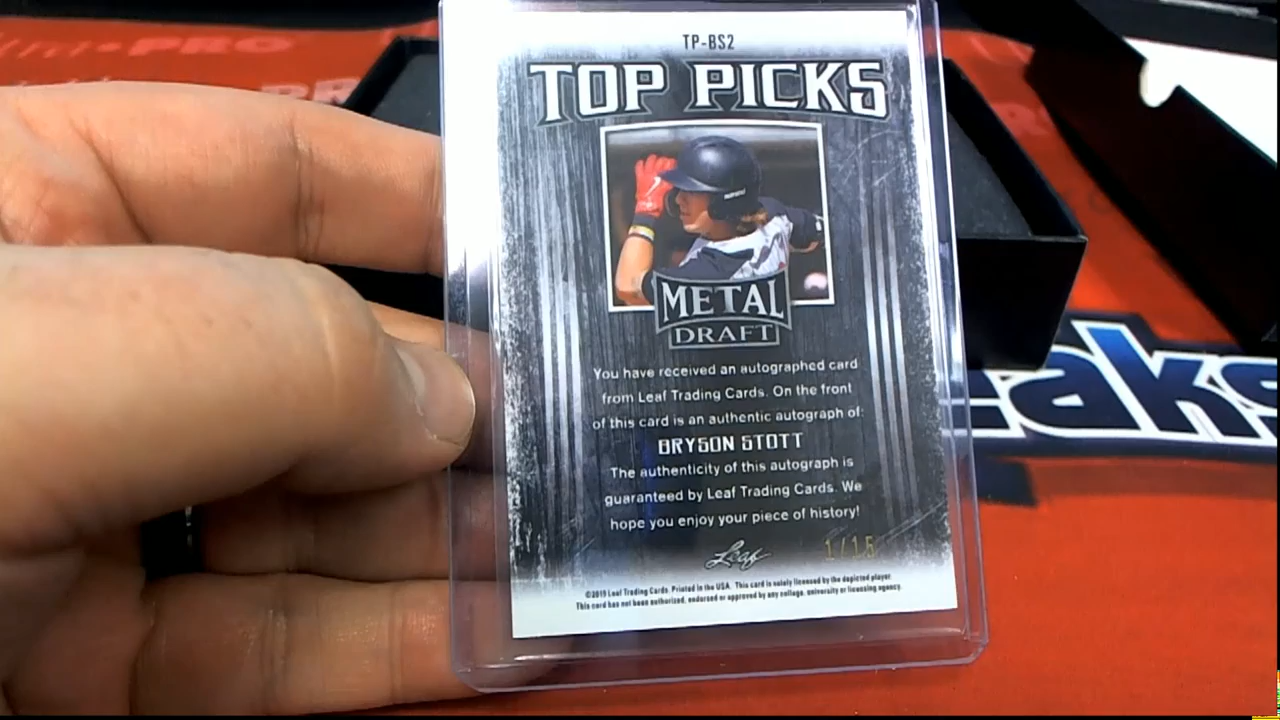 PRO
BR
TP-BS2
TOP PICKS
METAL
DRAFT
You have received an autographed card
from Leaf Trading Cards. On the front
of this card is an authentic autograph of:
BRYSON STOTT
The authenticity of this autograph is
guaranteed by Leaf Trading Cards. We
hope you enjoy your piece of history!
Leaf
1/15
©2019 Leaf Trading Cards. Printed in the USA. This card is solely licensed by the depicted player.
This card has not been authorized, endorsed or approved by any college, university or licensing agency.
eaks